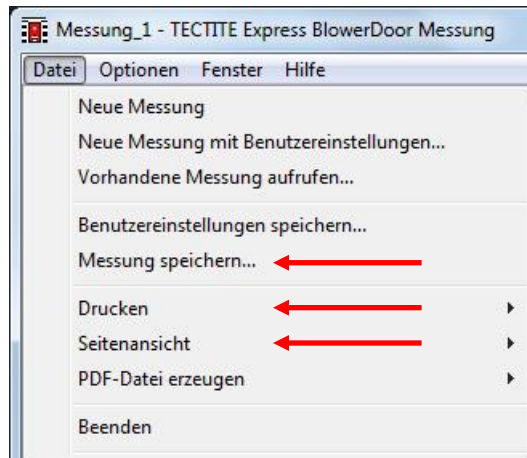 Messung_1 - TECTITE Express BlowerDoor Messung
Datei Optionen Fenster Hilfe
Neue Messung
Neue Messung mit Benutzereinstellungen...
Vorhandene Messung aufrufen...
Benutzereinstellungen speichern...
Messung speichern...
Drucken
Seitenansicht
PDF-Datei erzeugen
Beenden